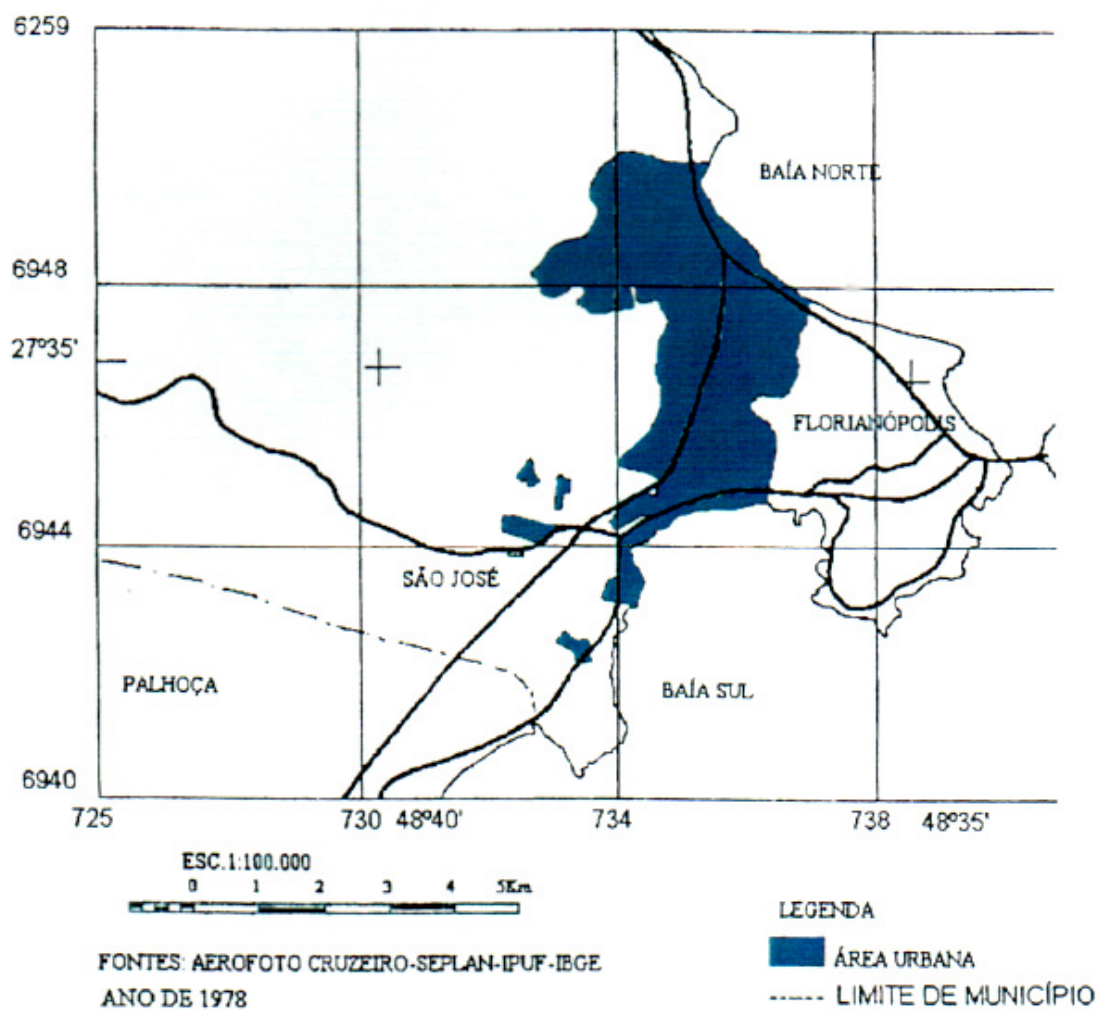 6259
BAÍA NORTE
6948
27º35'
FLORIANÓPOLIS
6944
SÃO JOSÉ
PALHOÇA
BAÍA SUL
6940
725 730 48º40' 734 738 48º35'
ESC.1:100.000
0 1 2 3 4 5Km
LEGENDA
ÁREA URBANA
LIMITE DE MUNICÍPIO
FONTES: AEROFOTO CRUZEIRO-SEPLAN-IPUF-IBGE
ANO DE 1978